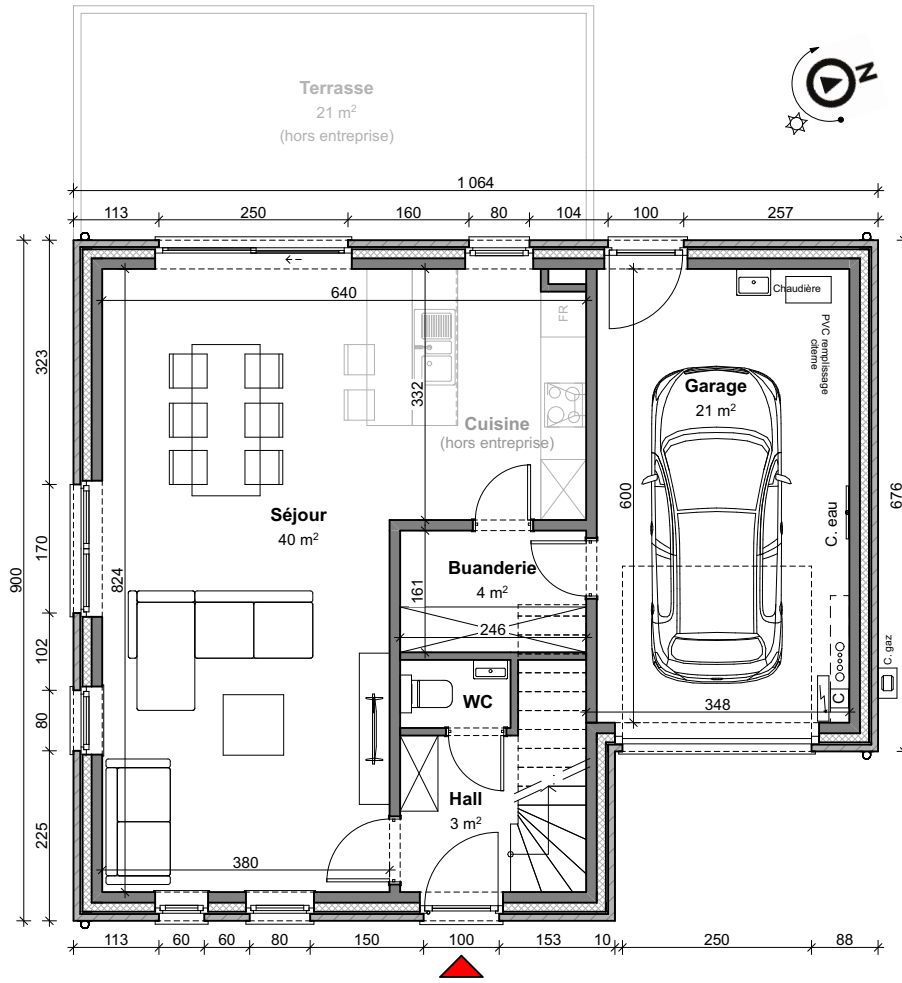 Terrasse
21 m²
(hors entreprise)
N
1 064
113
250
160
80
104
100
257
640
Chaudière
FR
PVC remplissage
citerne
323
332
Garage
21 m²
Cuisine
(hors entreprise)
600
676
Séjour
40 m²
C. eau
170
900
824
Buanderie
4 m²
161
246
102
C. gaz
WC
348
C
80
Hall
3 m²
225
380
113
60
60
80
150
100
153
10
250
88